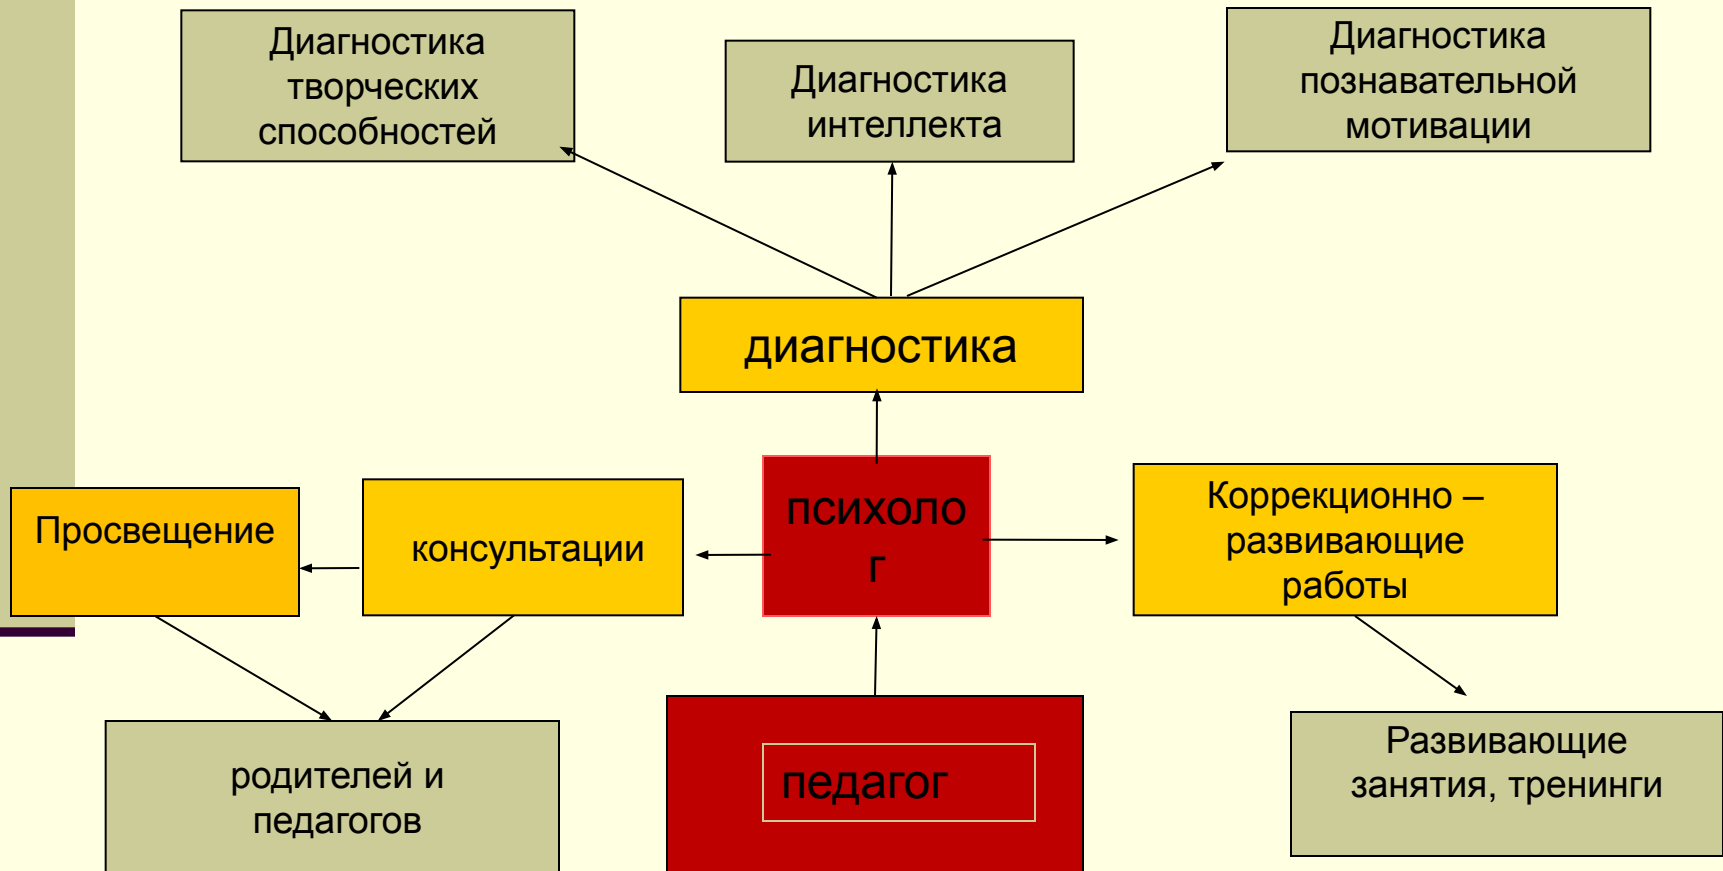 Диагностика
творческих
способностей
Диагностика
интеллекта
Диагностика
познавательной
мотивации
диагностика
Просвещение
консультации
психоло
г
Коррекционно –
развивающие
работы
родителей и
педагогов
педагог
Развивающие
занятия, тренинги